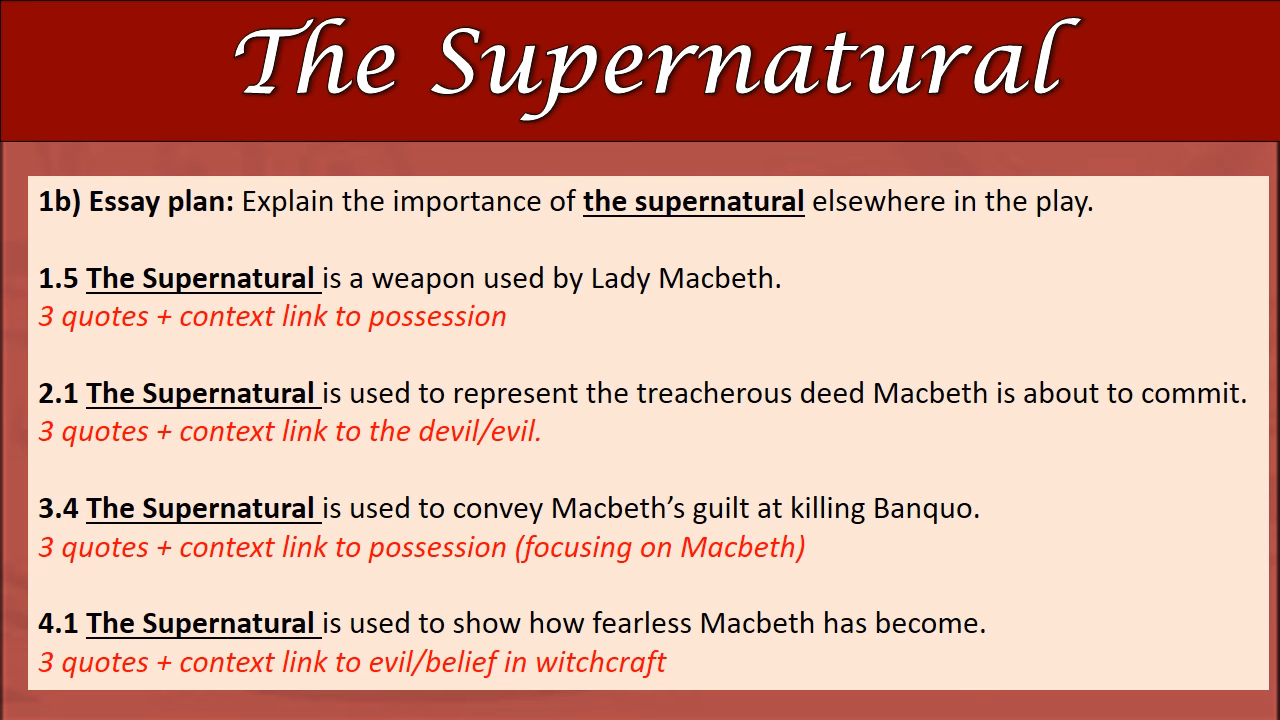 The Supernatural
1b) Essay plan: Explain the importance of the supernatural elsewhere in the play.
1.5 The Supernatural is a weapon used by Lady Macbeth.
3 quotes + context link to possession
2.1 The Supernatural is used to represent the treacherous deed Macbeth is about to commit.
3 quotes + context link to the devil/evil.
3.4 The Supernatural is used to convey Macbeth’s guilt at killing Banquo.
3 quotes + context link to possession (focusing on Macbeth)
4.1 The Supernatural is used to show how fearless Macbeth has become.
3 quotes + context link to evil/belief in witchcraft